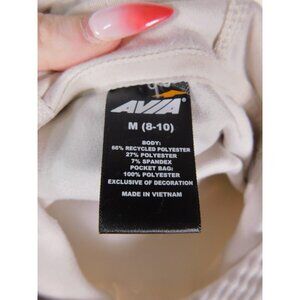 AVIA
M (8-10)
BODY:
66% RECYCLED POLYESTER
27% POLYESTER
7% SPANDEX
POCKET BAG:
100% POLYESTER
EXCLUSIVE OF DECORATION
MADE IN VIETNAM